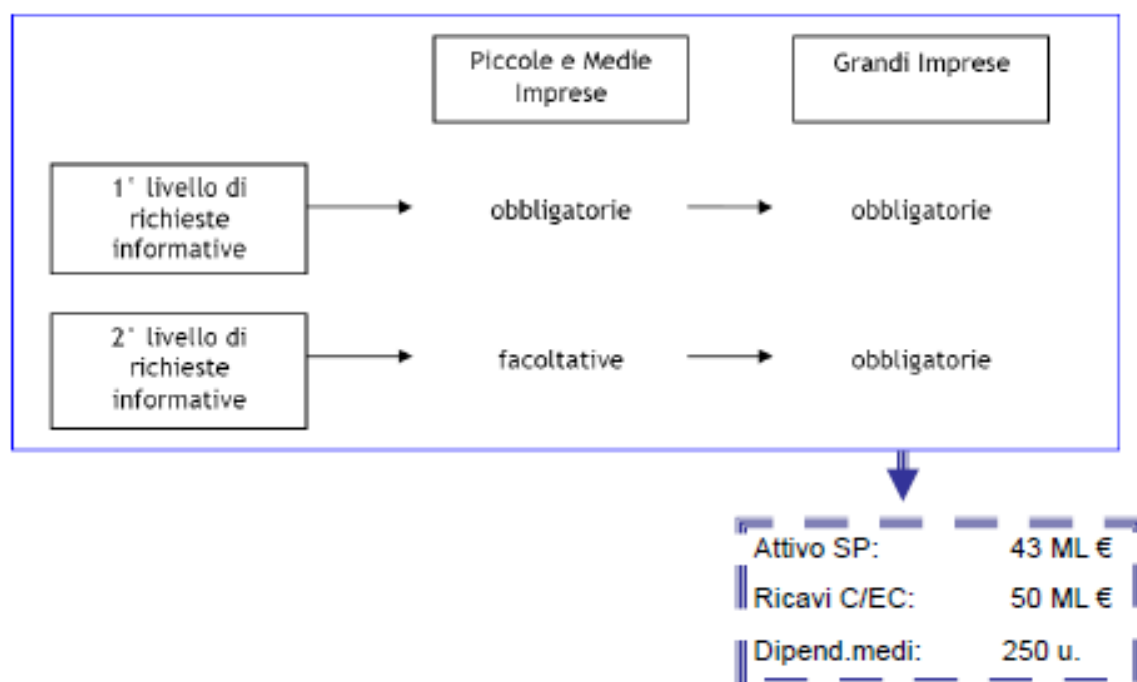 Piccole e Medie
Imprese
Grandi Imprese
1° livello di
richieste
informative
obbligatorie
obbligatorie
2° livello di
richieste
informative
facoltative
obbligatorie
Attivo SP: 43 ML €
Ricavi C/EC: 50 ML €
Dipend.medi: 250 u.